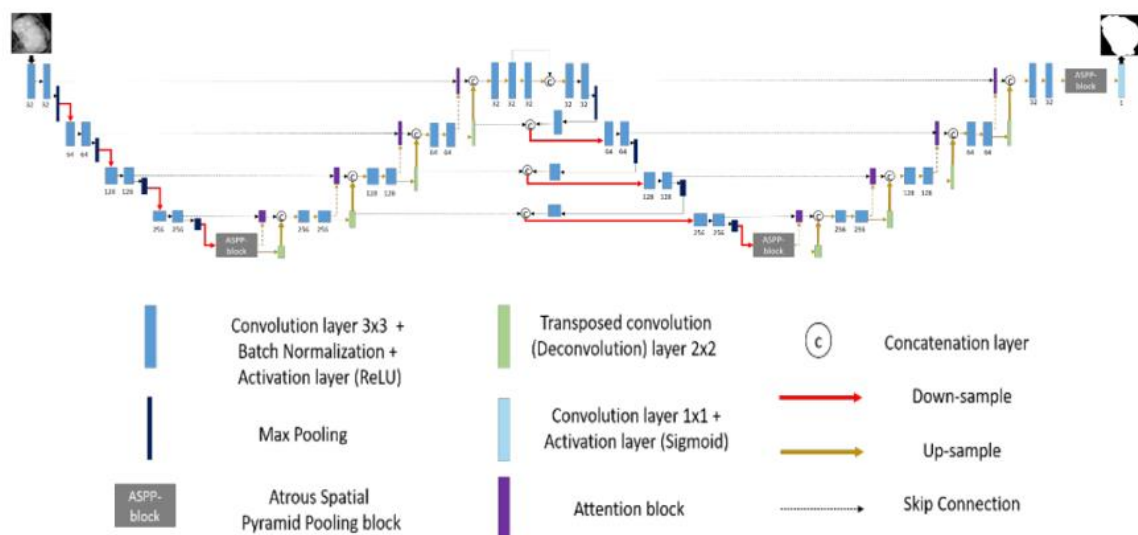 C
C
C
ASPP-
block
32 32
32 32 32
32 32
32 32
1
C
C
C
64 64
64 64
64 64
64 64
C
C
C
128 128
128 128
128 128
128 128
C
C
C
256 256
256 256
256 256
256 256
ASPP-
block
ASPP-
block
Convolution layer 3x3 +
Batch Normalization +
Activation layer (ReLU)
Transposed convolution
(Deconvolution) layer 2x2
C
Concatenation layer
Max Pooling
Convolution layer 1x1 +
Activation layer (Sigmoid)
Down-sample
Up-sample
ASPP-
block
Atrous Spatial
Pyramid Pooling block
Attention block
Skip Connection